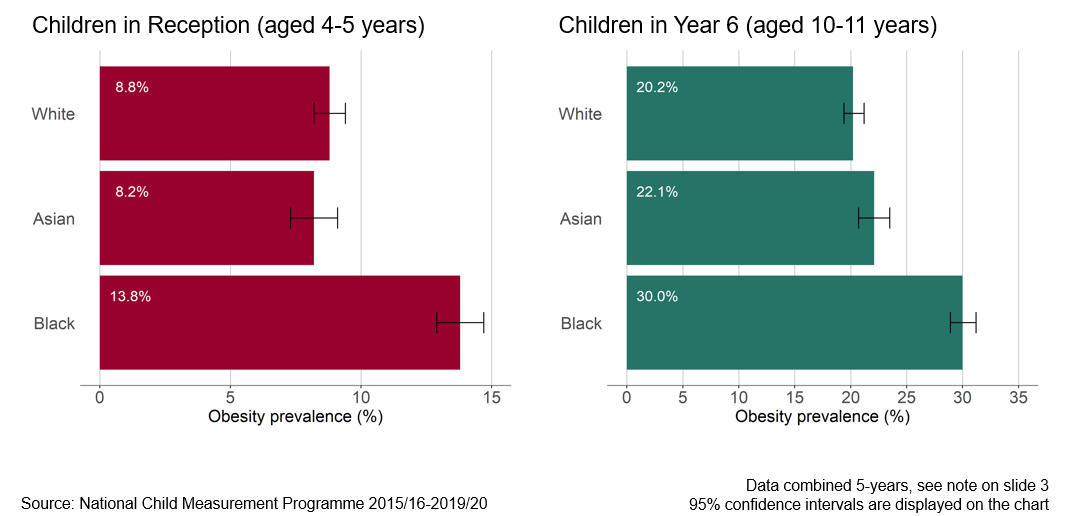 Children in Reception (aged 4-5 years)
White
8.8%
Asian
8.2%
Black
13.8%
0 5 10 15
Obesity prevalence (%)
Children in Year 6 (aged 10-11 years)
White
20.2%
Asian
22.1%
Black
30.0%
0 5 10 15 20 25 30 35
Obesity prevalence (%)
Source: National Child Measurement Programme 2015/16-2019/20
Data combined 5-years, see note on slide 3
95% confidence intervals are displayed on the chart